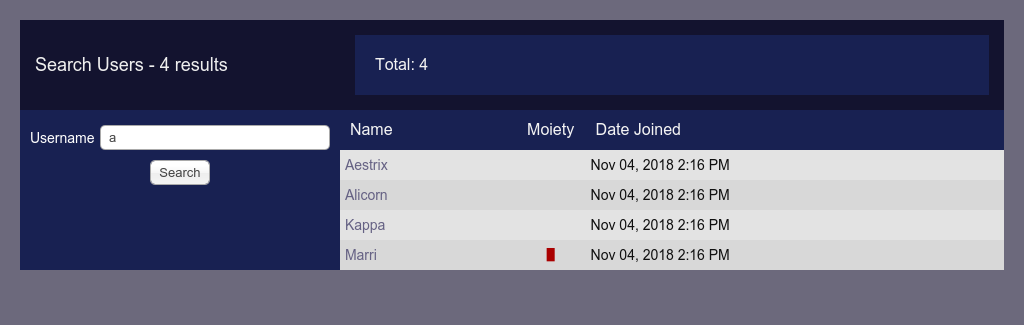 Search Users - 4 results
Total: 4
Username a
Search
Name Moiety Date Joined
Aestrix Nov 04, 2018 2:16 PM
Alicorn Nov 04, 2018 2:16 PM
Kappa Nov 04, 2018 2:16 PM
Marri Nov 04, 2018 2:16 PM